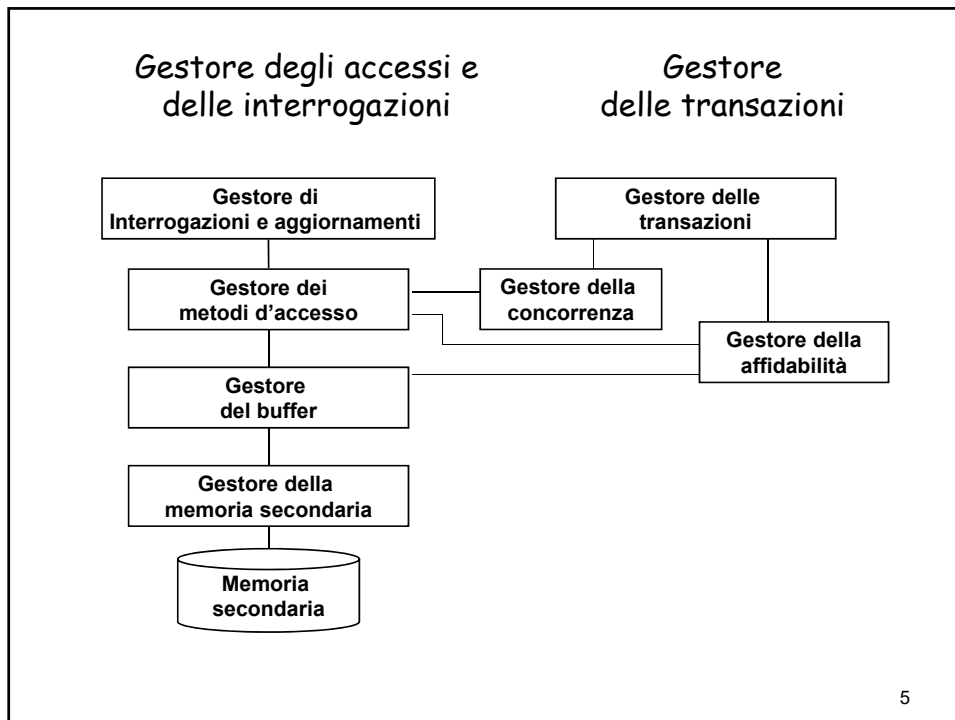 Gestore degli accessi e
delle interrogazioni
Gestore
delle transazioni
Gestore di
Interrogazioni e aggiornamenti
Gestore delle
transazioni
Gestore dei
metodi d'accesso
Gestore della
concorrenza
Gestore della
affidabilità
Gestore
del buffer
Gestore della
memoria secondaria
Memoria
secondaria
5